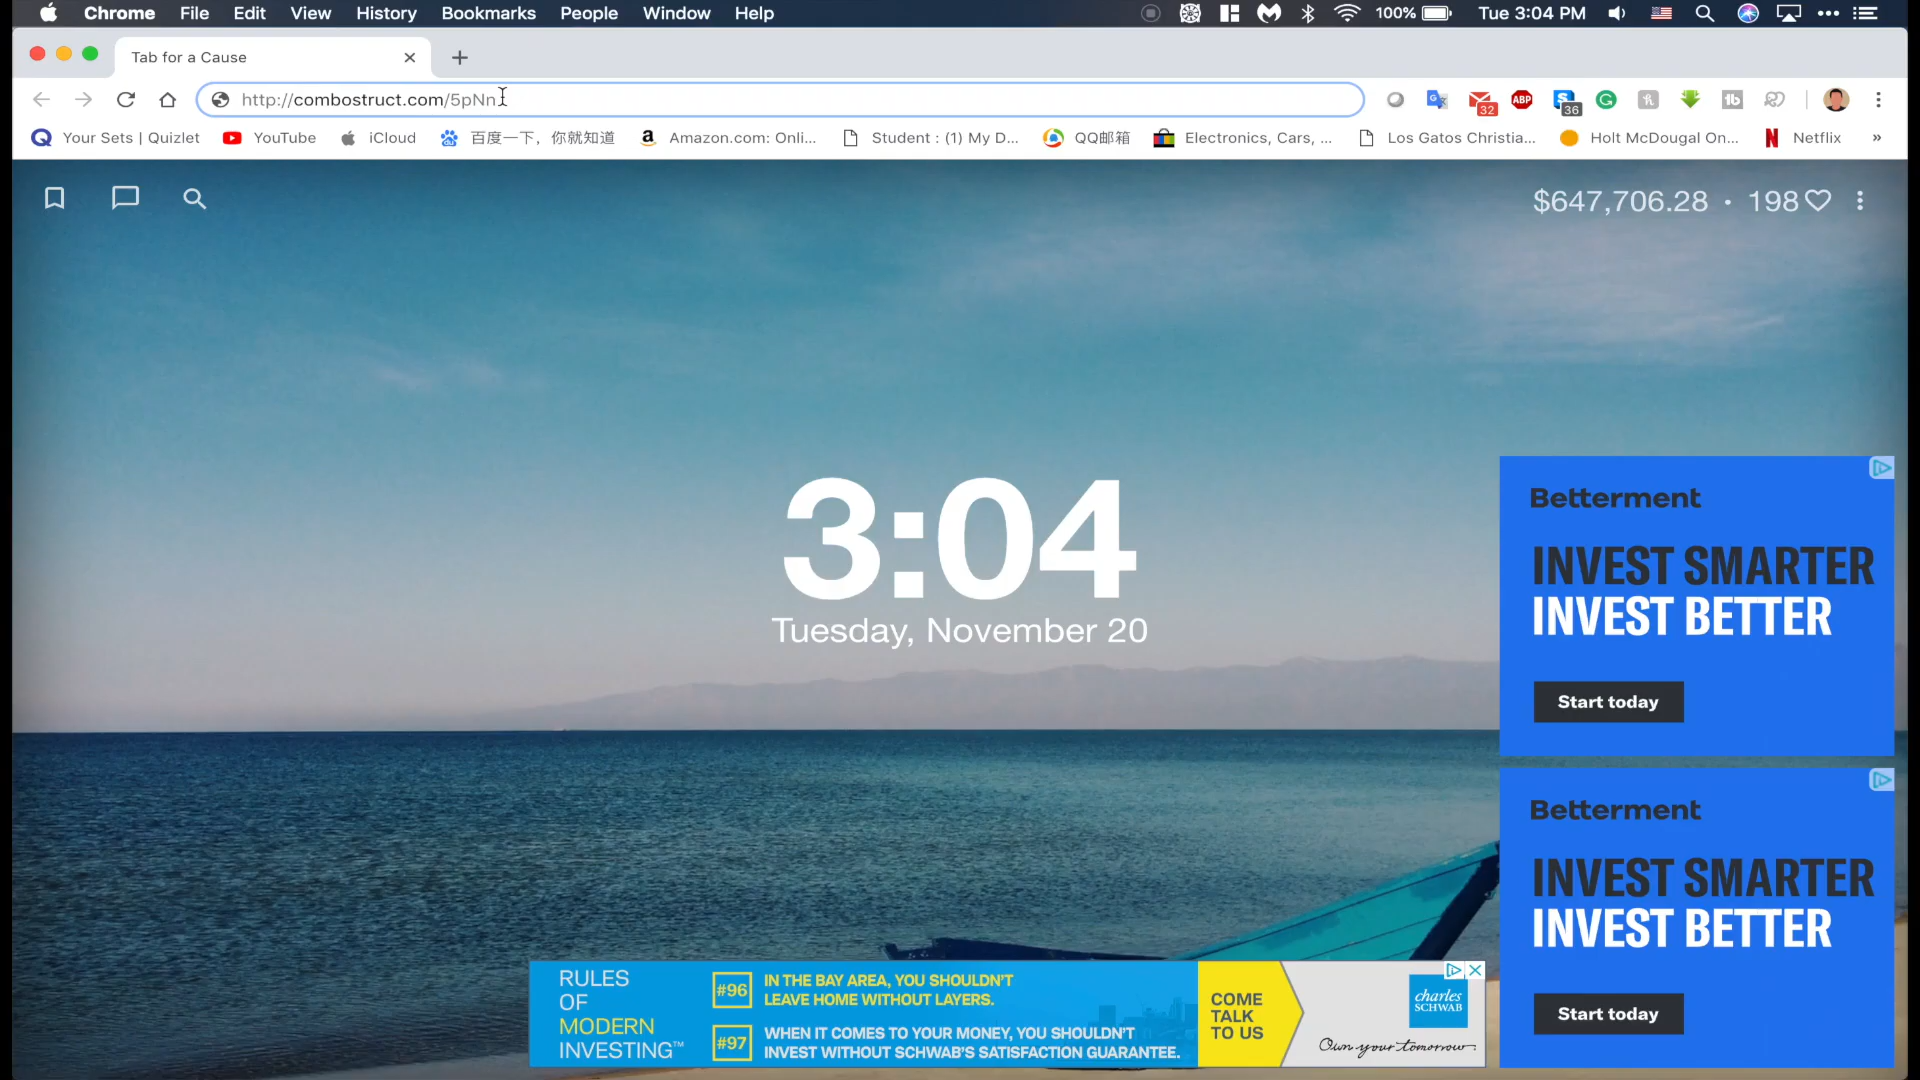 Chrome File Edit View History Bookmarks People Window Help 100% Tue 3:04 PM
Tab for a Cause
http://combostruct.com/5pNn
32 ABP 36
Your Sets | Quizlet YouTube iCloud 百度一下，你就知道 Amazon.com: Onli... Student : (1) My D... QQ邮箱 Electronics, Cars, ... Los Gatos Christia... Holt McDougal On... Netflix »
$647,706.28 • 198
3:04
Tuesday, November 20
Betterment
INVEST SMARTER
INVEST BETTER
Start today
Betterment
INVEST SMARTER
INVEST BETTER
Start today
RULES
OF
MODERN
INVESTING™
#96 IN THE BAY AREA, YOU SHOULDN'T
LEAVE HOME WITHOUT LAYERS.
#97 WHEN IT COMES TO YOUR MONEY, YOU SHOULDN'T
INVEST WITHOUT SCHWAB'S SATISFACTION GUARANTEE.
COME
TALK
TO US
charles
SCHWAB
Own your tomorrow.